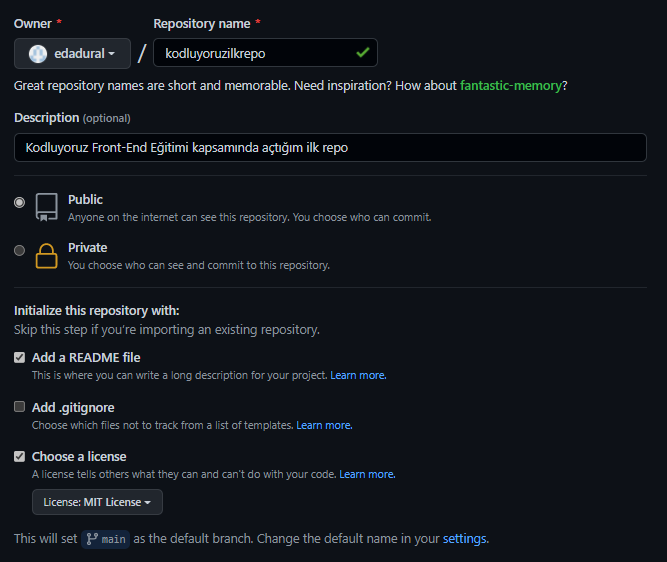 Owner * Repository name *
edadural / kodluyoruzilkrepo
Great repository names are short and memorable. Need inspiration? How about fantastic-memory?
Description (optional)
Kodluyoruz Front-End Eğitimi kapsamında açtığım ilk repo
Public
Anyone on the internet can see this repository. You choose who can commit.
Private
You choose who can see and commit to this repository.
Initialize this repository with:
Skip this step if you're importing an existing repository.
Add a README file
This is where you can write a long description for your project. Learn more.
Add .gitignore
Choose which files not to track from a list of templates. Learn more.
Choose a license
A license tells others what they can and can't do with your code. Learn more.
License: MIT License
This will set main as the default branch. Change the default name in your settings.